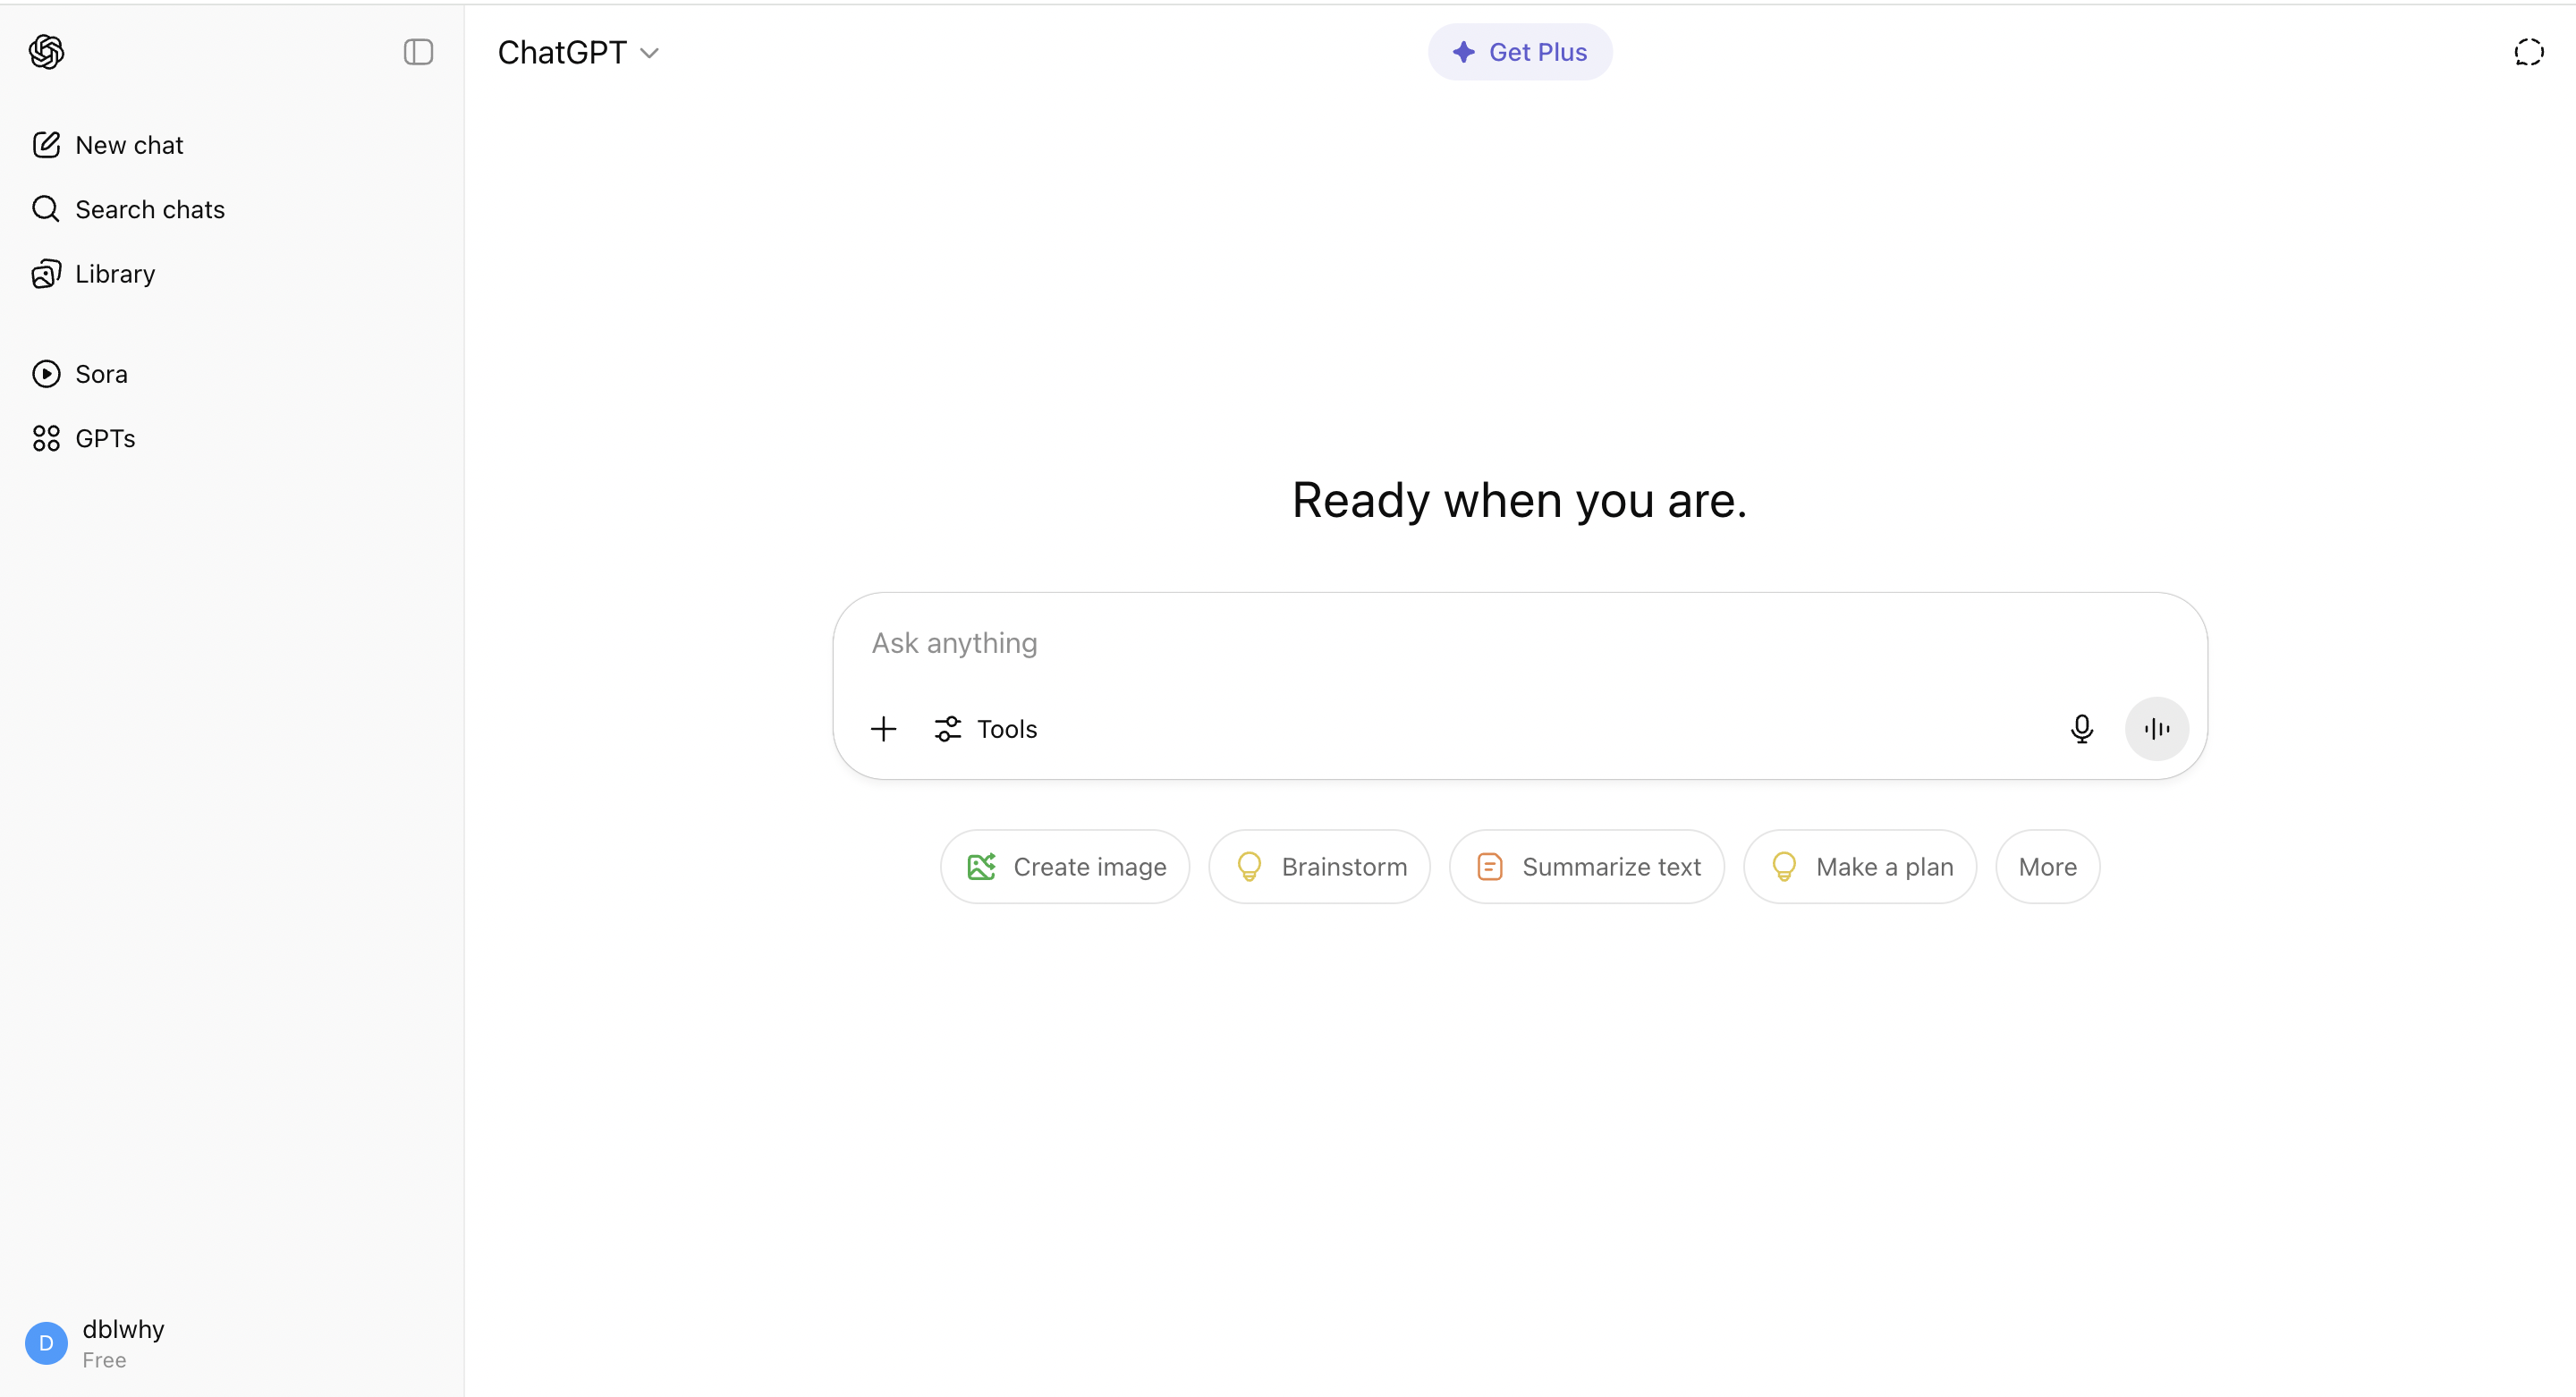 ChatGPT
Get Plus
New chat
Search chats
Library
Sora
GPTs
Ready when you are.
Ask anything
Tools
Create image
Brainstorm
Summarize text
Make a plan
More
D
dblwhy
Free